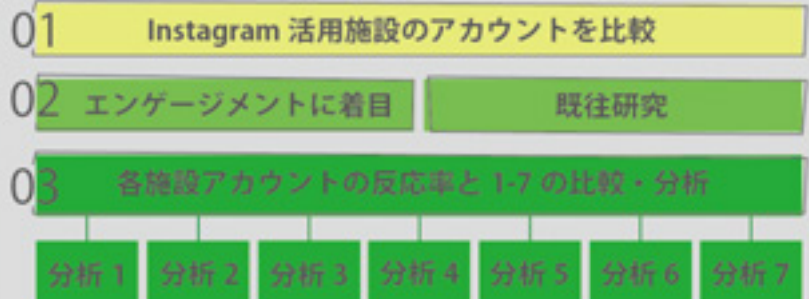 01 Instagram 活用施設のアカウントを比較
02 エンゲージメントに着目 既往研究
03 各施設アカウントの反応率と 1-7 の比較・分析
分析 1 分析 2 分析 3 分析 4 分析 5 分析 6 分析 7